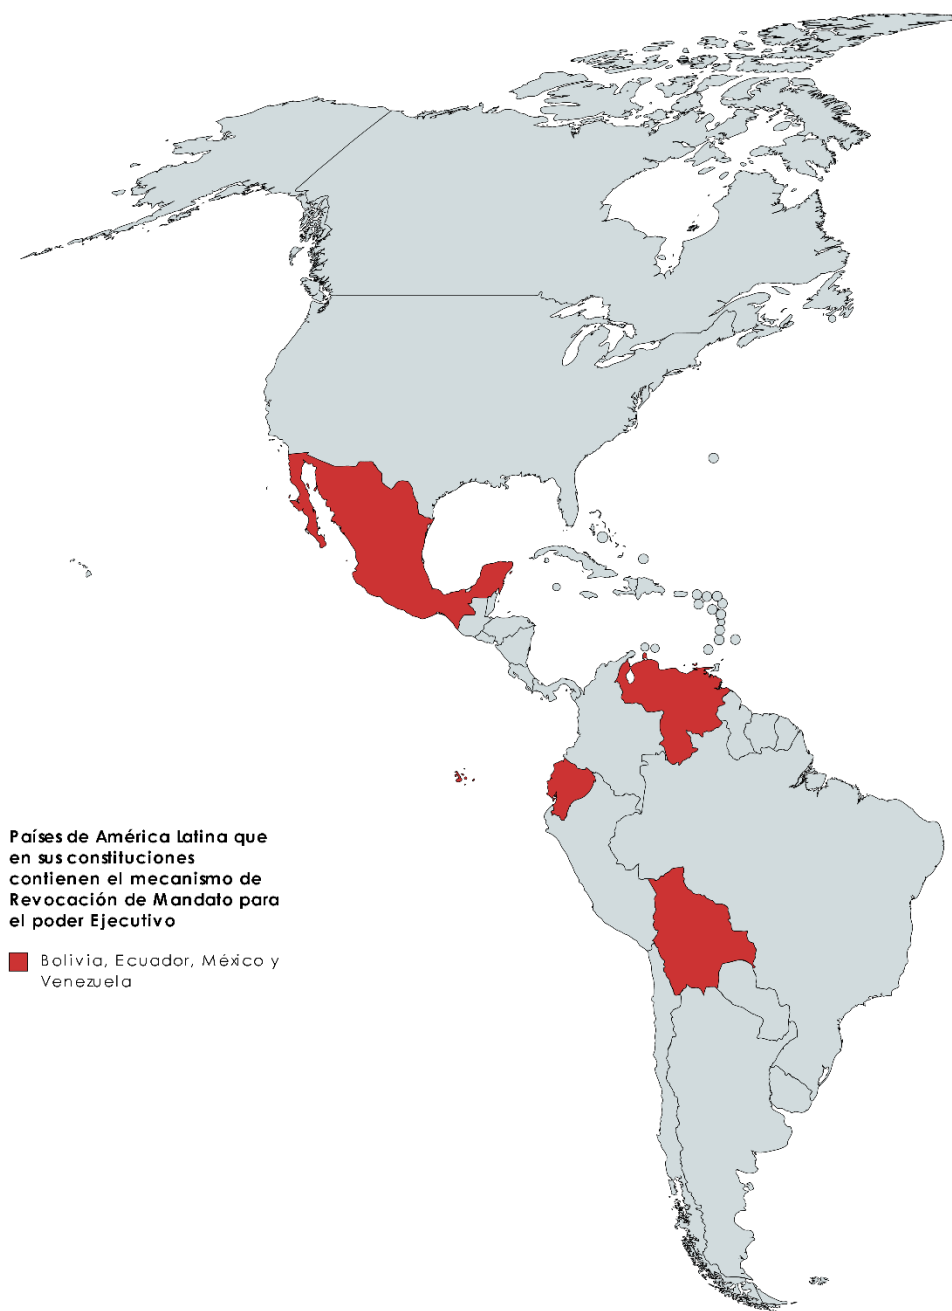 Países de América Latina que
en sus constituciones
contienen el mecanismo de
Revocación de Mandato para
el poder Ejecutivo
Bolivia, Ecuador, México y
Venezuela